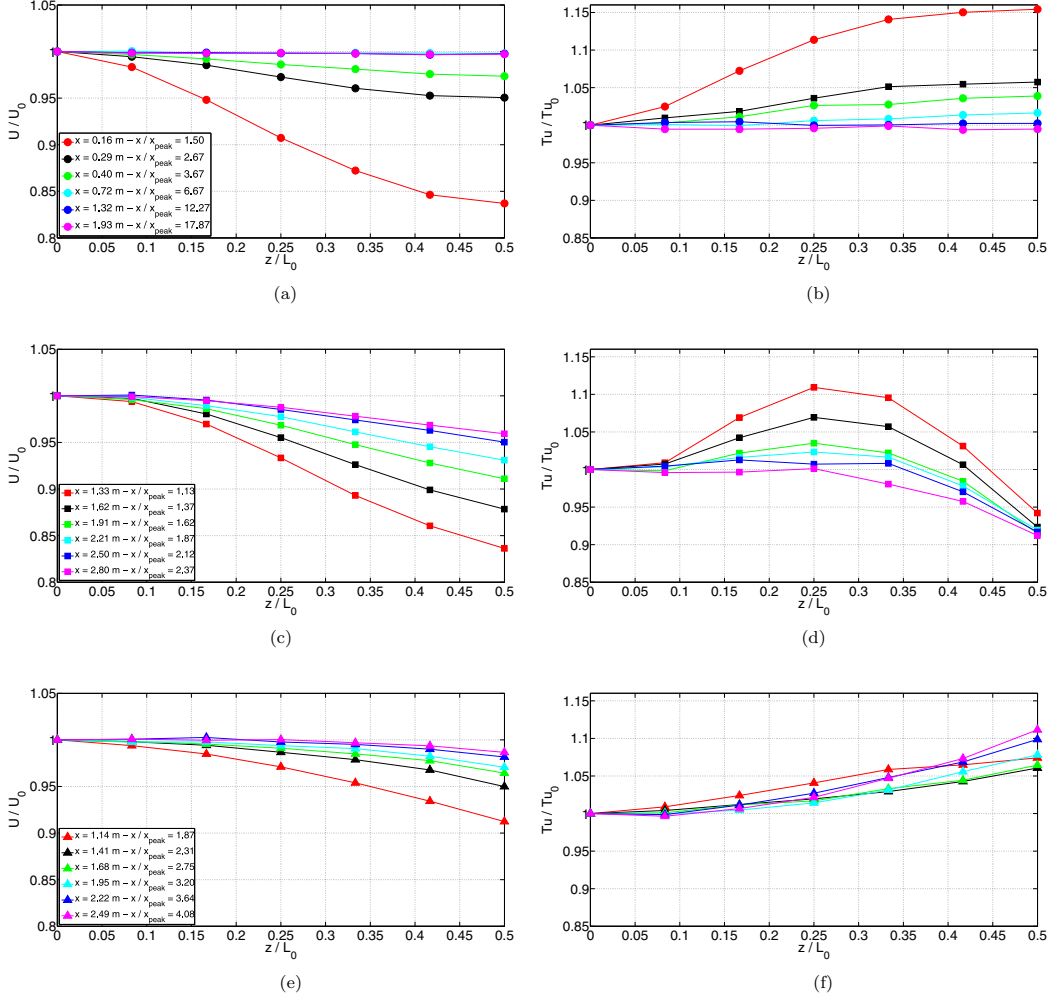 1.05
1
0.95
0.9
0.85
0.8
U / U0
x = 0.16 m − x / xpeak = 1.50
x = 0.29 m − x / xpeak = 2.67
x = 0.40 m − x / xpeak = 3.67
x = 0.72 m − x / xpeak = 6.67
x = 1.32 m − x / xpeak = 12.27
x = 1.93 m − x / xpeak = 17.87
0 0.05 0.1 0.15 0.2 0.25 0.3 0.35 0.4 0.45 0.5
z / L0
(a)
1.15
1.1
1.05
1
0.95
0.9
0.85
Tu / Tu0
0 0.05 0.1 0.15 0.2 0.25 0.3 0.35 0.4 0.45 0.5
z / L0
(b)
1.05
1
0.95
0.9
0.85
0.8
U / U0
x = 1,33 m − x / xpeak = 1,13
x = 1,62 m − x / xpeak = 1,37
x = 1,91 m − x / xpeak = 1,62
x = 2,21 m − x / xpeak = 1,87
x = 2,50 m − x / xpeak = 2,12
x = 2,80 m − x / xpeak = 2,37
0 0.05 0.1 0.15 0.2 0.25 0.3 0.35 0.4 0.45 0.5
z / L0
(c)
1.15
1.1
1.05
1
0.95
0.9
0.85
Tu / Tu0
0 0.05 0.1 0.15 0.2 0.25 0.3 0.35 0.4 0.45 0.5
z / L0
(d)
1.05
1
0.95
0.9
0.85
0.8
U / U0
x = 1,14 m − x / xpeak = 1,87
x = 1,41 m − x / xpeak = 2,31
x = 1,68 m − x / xpeak = 2,75
x = 1,95 m − x / xpeak = 3,20
x = 2,22 m − x / xpeak = 3,64
x = 2,49 m − x / xpeak = 4,08
0 0.05 0.1 0.15 0.2 0.25 0.3 0.35 0.4 0.45 0.5
z / L0
(e)
1.15
1.1
1.05
1
0.95
0.9
0.85
Tu / Tu0
0 0.05 0.1 0.15 0.2 0.25 0.3 0.35 0.4 0.45 0.5
z / L0
(f)